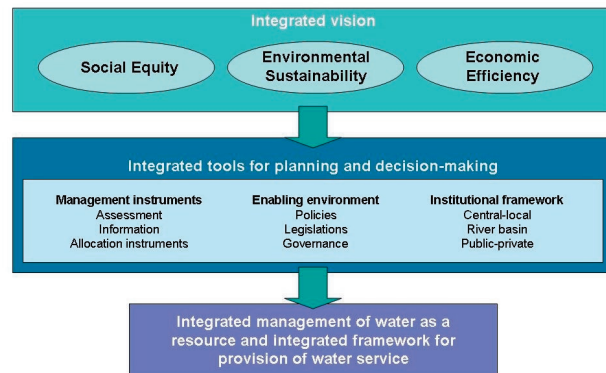 Integrated vision
Social Equity
Environmental
Sustainability
Economic
Efficiency
Integrated tools for planning and decision-making
Management instruments
Assessment
Information
Allocation instruments
Enabling environment
Policies
Legislations
Governance
Institutional framework
Central-local
River basin
Public-private
Integrated management of water as a
resource and integrated framework for
provision of water service